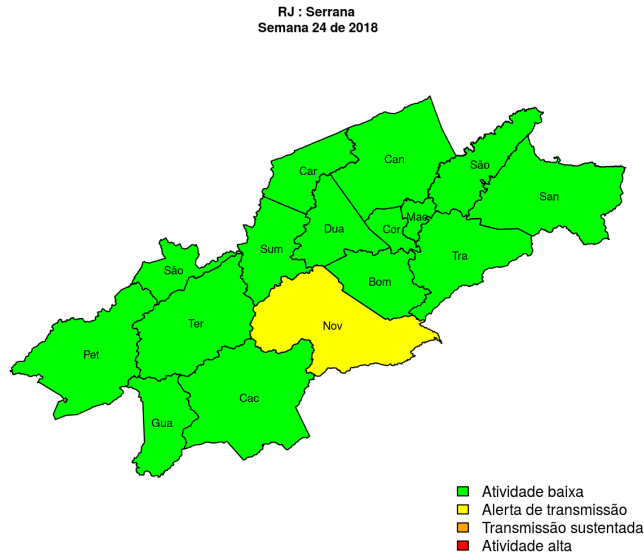 RJ : Serrana
Semana 24 de 2018
Can
São
Car
San
Mac
Dua
Cor
Sum
Tra
São
Bom
Ter
Nov
Pet
Cac
Gua
Atividade baixa
Alerta de transmissão
Transmissão sustentada
Atividade alta